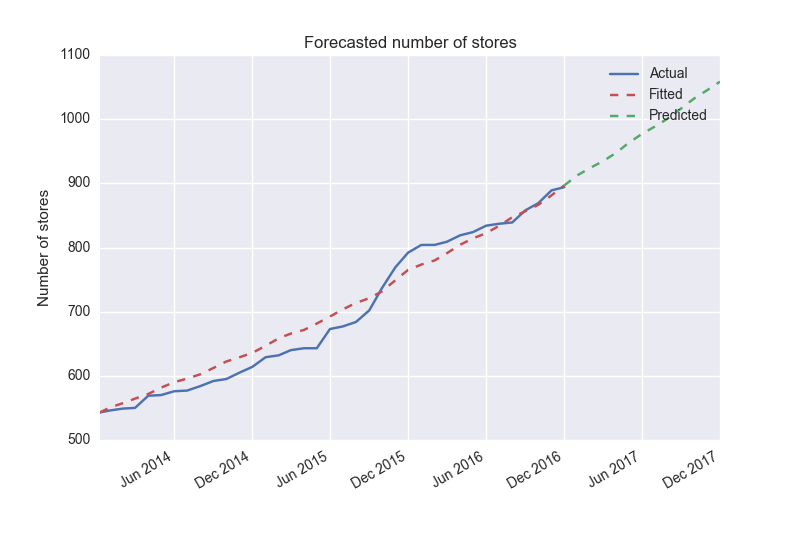 Forecasted number of stores
1100
1000
900
800
700
600
500
Number of stores
Actual
Fitted
Predicted
Jun 2014
Dec 2014
Jun 2015
Dec 2015
Jun 2016
Dec 2016
Jun 2017
Dec 2017